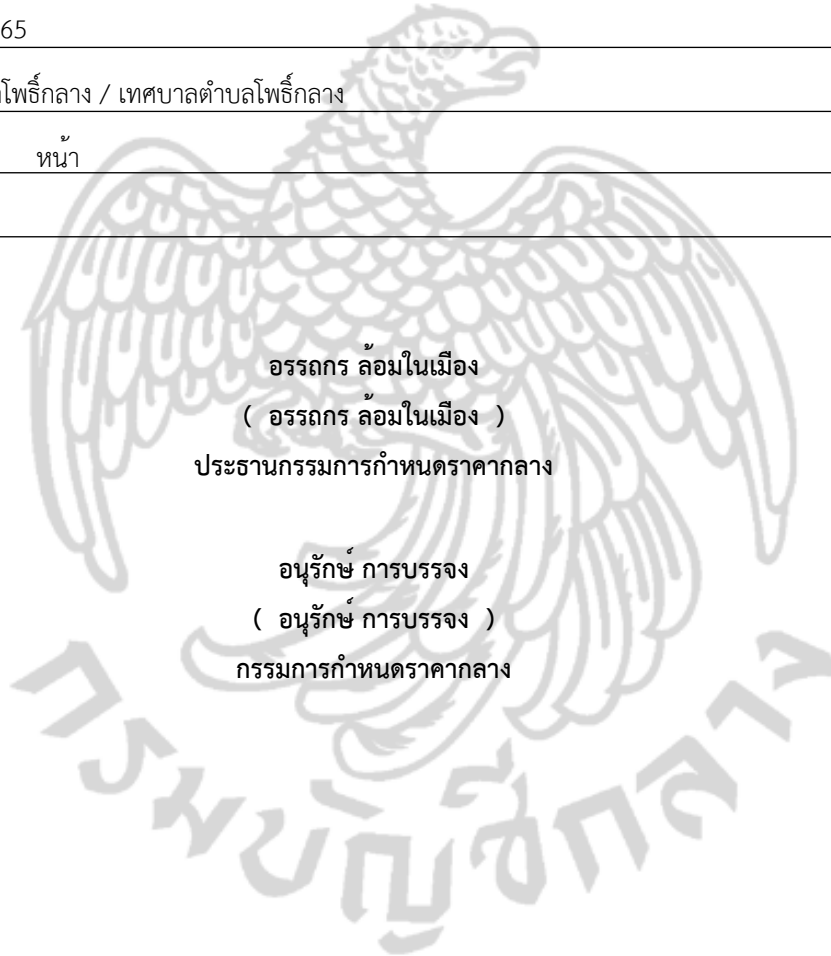 65
โพธิ์กลาง / เทศบาลตำบลโพธิ์กลาง
หน้า
อรรถกร ล้อมในเมือง
( อรรถกร ล้อมในเมือง )
ประธานกรรมการกำหนดราคากลาง
อนุรักษ์ การบรรจง
( อนุรักษ์ การบรรจง )
กรรมการกำหนดราคากลาง
กรมบัญชีกลาง